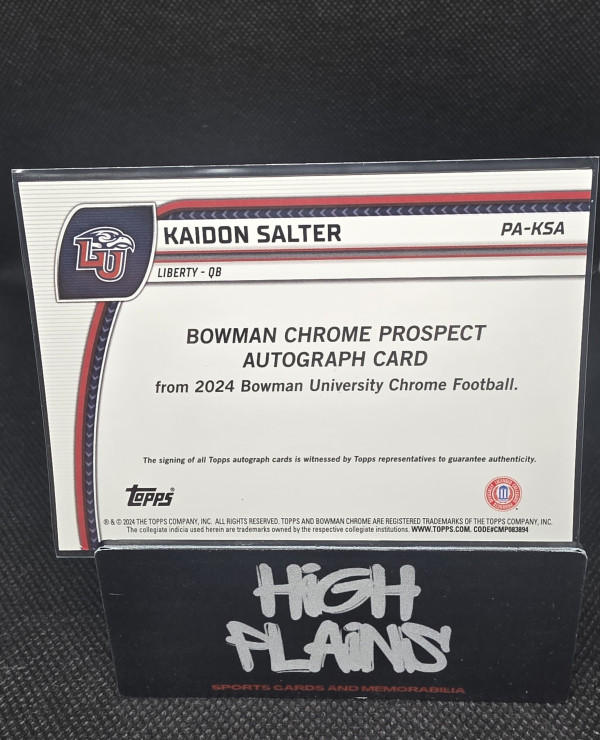 LU
KAIDON SALTER
PA-KSA
LIBERTY - QB
BOWMAN CHROME PROSPECT
AUTOGRAPH CARD
from 2024 Bowman University Chrome Football.
The signing of all Topps autograph cards is witnessed by Topps representatives to guarantee authenticity.
Topps
® & © 2024 THE TOPPS COMPANY, INC. ALL RIGHTS RESERVED. TOPPS AND BOWMAN CHROME ARE REGISTERED TRADEMARKS OF THE TOPPS COMPANY, INC.
The collegiate indicia used herein are trademarks owned by the respective collegiate institutions. WWW.TOPPS.COM. CODE#CMP083894
HiGH
PLAiNS
SPORTS CARDS AND MEMORABILIA